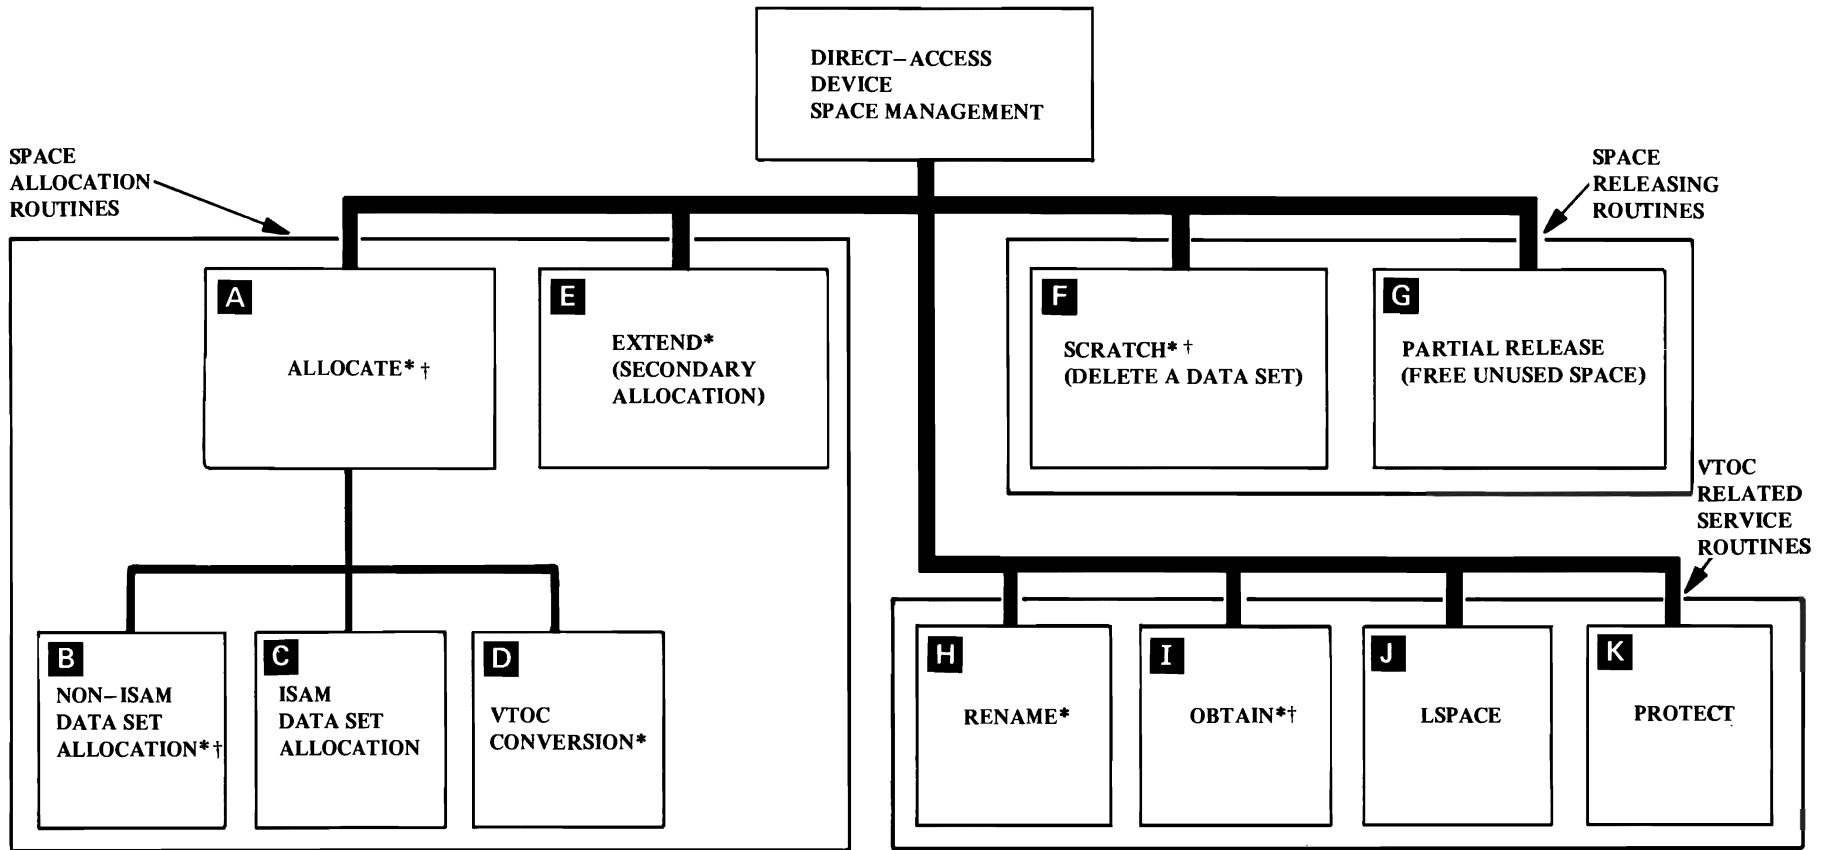 DIRECT–ACCESS
DEVICE
SPACE MANAGEMENT
SPACE
ALLOCATION
ROUTINES
SPACE
RELEASING
ROUTINES
A
ALLOCATE* †
E
EXTEND*
(SECONDARY
ALLOCATION)
F
SCRATCH* †
(DELETE A DATA SET)
G
PARTIAL RELEASE
(FREE UNUSED SPACE)
VTOC
RELATED
SERVICE
ROUTINES
B
NON–ISAM
DATA SET
ALLOCATION* †
C
ISAM
DATA SET
ALLOCATION
D
VTOC
CONVERSION*
H
RENAME*
I
OBTAIN*†
J
LSPACE
K
PROTECT